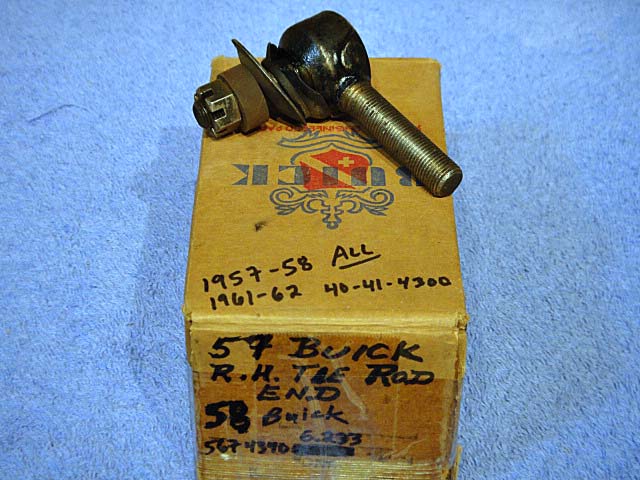 BUICK
1957-58 ALL
1961-62 40-41-4300
57 BUICK
R.H. TIE ROD
END
58 Buick
6.233